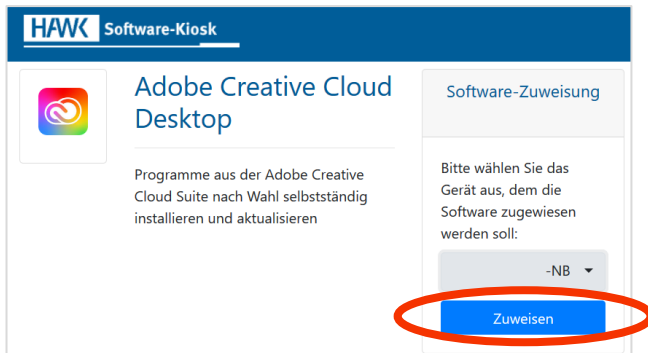 HAWK Software-Kiosk
Adobe Creative Cloud
Desktop
Programme aus der Adobe Creative
Cloud Suite nach Wahl selbstständig
installieren und aktualisieren
Software-Zuweisung
Bitte wählen Sie das
Gerät aus, dem die
Software zugewiesen
werden soll:
-NB
Zuweisen